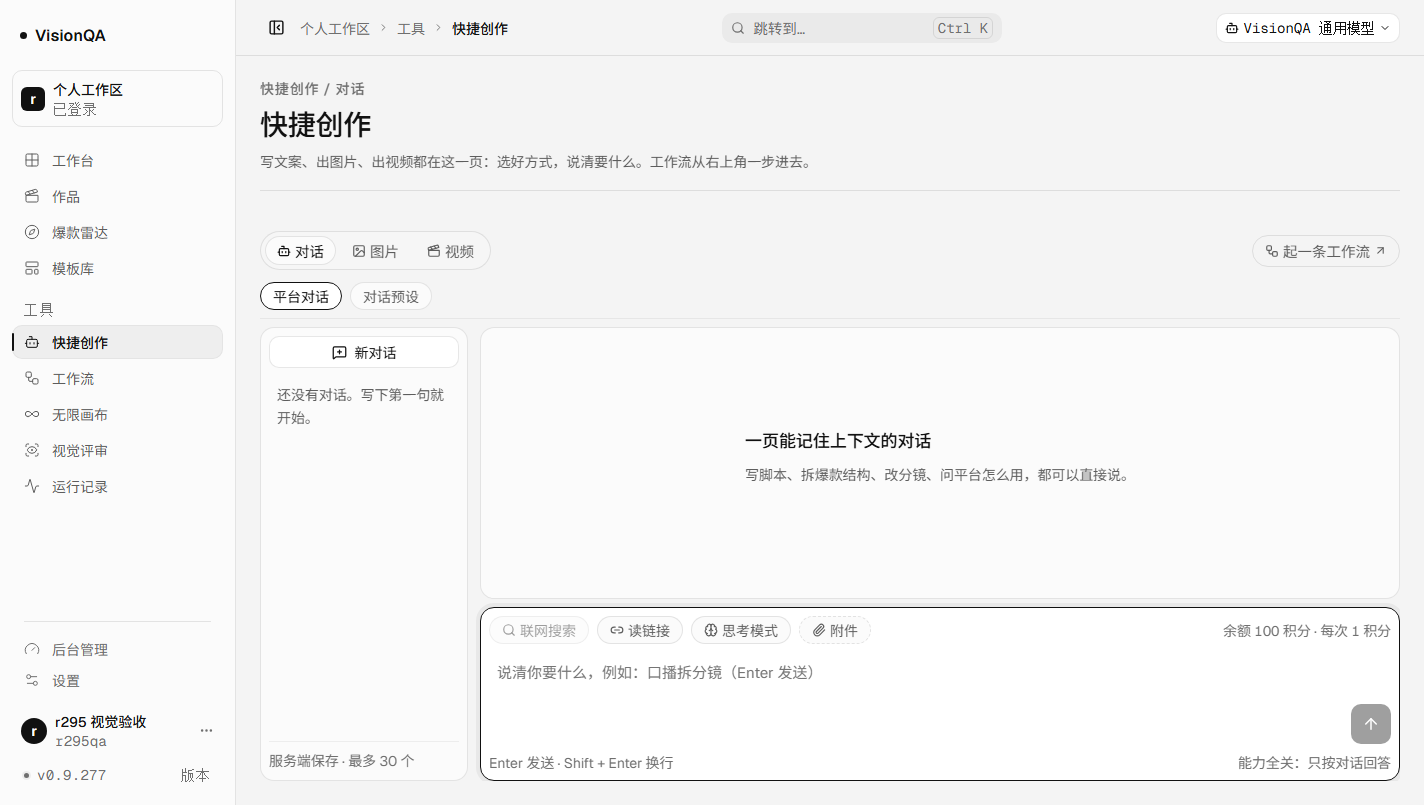 VisionQA
r
个人工作区
已登录
工作台
作品
爆款雷达
模板库
工具
快捷创作
工作流
无限画布
视觉评审
运行记录
后台管理
设置
r
r295 视觉验收
r295qa
v0.9.277
版本
个人工作区 > 工具 > 快捷创作
跳转到…
Ctrl K
VisionQA 通用模型
快捷创作 / 对话
快捷创作
写文案、出图片、出视频都在这一页：选好方式，说清要什么。工作流从右上角一步进去。
对话
图片
视频
起一条工作流
平台对话
对话预设
新对话
还没有对话。写下第一句就
开始。
服务端保存 · 最多 30 个
一页能记住上下文的对话
写脚本、拆爆款结构、改分镜、问平台怎么用，都可以直接说。
联网搜索
读链接
思考模式
附件
余额 100 积分 · 每次 1 积分
说清你要什么，例如：口播拆分镜（Enter 发送）
Enter 发送 · Shift + Enter 换行
能力全关：只按对话回答